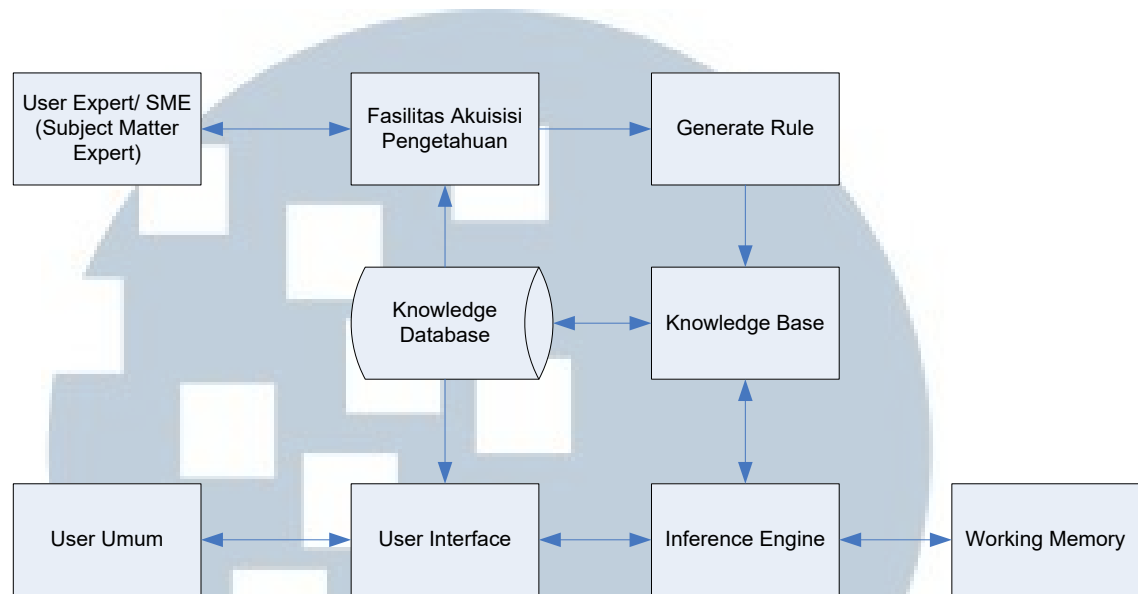 User Expert/ SME
(Subject Matter
Expert)
Fasilitas Akuisisi
Pengetahuan
Generate Rule
Knowledge
Database
Knowledge Base
User Umum
User Interface
Inference Engine
Working Memory